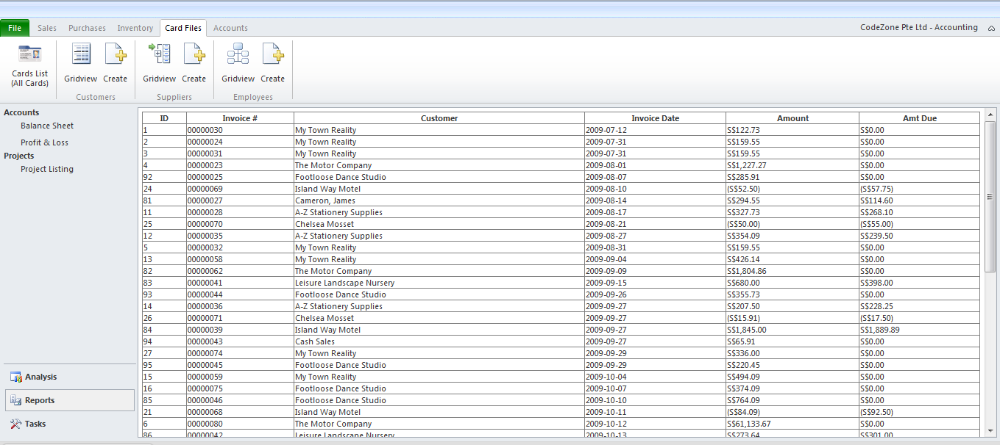 File Sales Purchases Inventory Card Files Accounts CodeZone Pte Ltd - Accounting
Cards List
(All Cards)
Gridview Create Gridview Create Gridview Create
Customers Suppliers Employees
Accounts
Balance Sheet
Profit & Loss
Projects
Project Listing
Analysis
Reports
Tasks
ID Invoice # Customer Invoice Date Amount Amt Due
1 00000030 My Town Reality 2009-07-12 S$122.73 S$0.00
2 00000024 My Town Reality 2009-07-31 S$159.55 S$0.00
3 00000031 My Town Reality 2009-07-31 S$159.55 S$0.00
4 00000023 The Motor Company 2009-08-01 S$1,227.27 S$0.00
92 00000025 Footloose Dance Studio 2009-08-07 S$285.91 S$0.00
24 00000069 Island Way Motel 2009-08-10 (S$52.50) (S$57.75)
81 00000027 Cameron, James 2009-08-14 S$294.55 S$114.60
11 00000028 A-Z Stationery Supplies 2009-08-17 S$327.73 S$268.10
25 00000070 Chelsea Mosset 2009-08-21 (S$50.00) (S$55.00)
12 00000035 A-Z Stationery Supplies 2009-08-27 S$354.09 S$239.50
5 00000032 My Town Reality 2009-08-31 S$159.55 S$0.00
13 00000058 My Town Reality 2009-09-04 S$426.14 S$0.00
82 00000062 The Motor Company 2009-09-09 S$1,804.86 S$0.00
83 00000041 Leisure Landscape Nursery 2009-09-15 S$680.00 S$398.00
93 00000044 Footloose Dance Studio 2009-09-26 S$355.73 S$0.00
14 00000036 A-Z Stationery Supplies 2009-09-27 S$207.50 S$228.25
26 00000071 Chelsea Mosset 2009-09-27 (S$15.91) (S$17.50)
84 00000039 Island Way Motel 2009-09-27 S$1,845.00 S$1,889.89
94 00000043 Cash Sales 2009-09-27 S$65.91 S$0.00
27 00000074 My Town Reality 2009-09-29 S$336.00 S$0.00
95 00000045 Footloose Dance Studio 2009-09-29 S$220.45 S$0.00
15 00000059 My Town Reality 2009-10-04 S$494.09 S$0.00
16 00000075 Footloose Dance Studio 2009-10-07 S$374.09 S$0.00
85 00000046 Footloose Dance Studio 2009-10-10 S$764.09 S$0.00
21 00000068 Island Way Motel 2009-10-11 (S$84.09) (S$92.50)
6 00000080 The Motor Company 2009-10-12 S$61,133.67 S$0.00
86 00000042 Leisure Landscape Nursery 2009-10-13 S$273.64 S$301.00